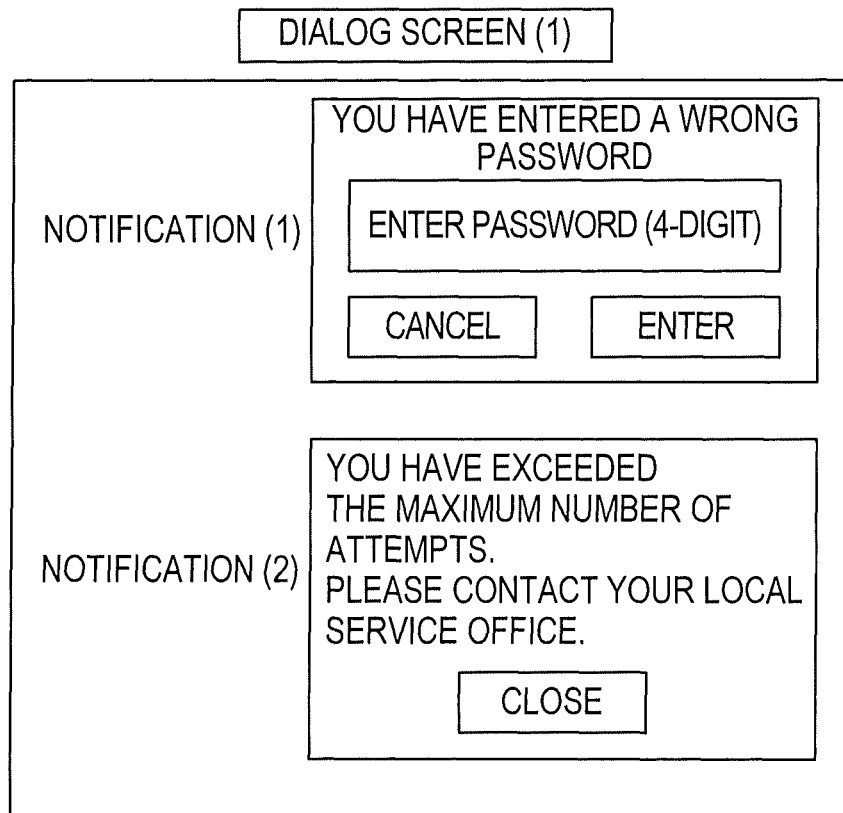 DIALOG SCREEN (1)
NOTIFICATION (1)
YOU HAVE ENTERED A WRONG
PASSWORD
ENTER PASSWORD (4-DIGIT)
CANCEL
ENTER
NOTIFICATION (2)
YOU HAVE EXCEEDED
THE MAXIMUM NUMBER OF
ATTEMPTS.
PLEASE CONTACT YOUR LOCAL
SERVICE OFFICE.
CLOSE